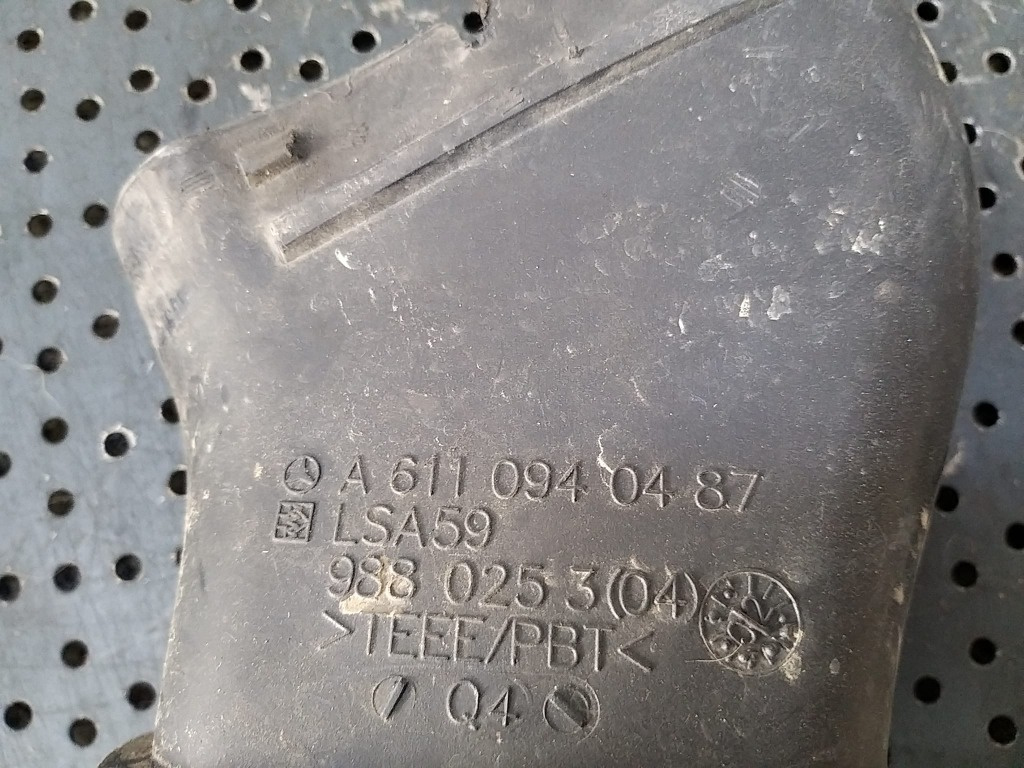 A 611 094 04 87
LSA59
988 025 3(04)
>TEEE/PBT<
Q4